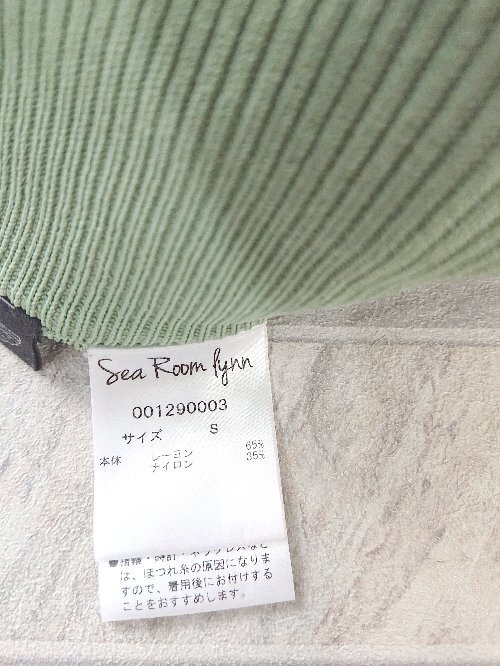 Sea Room lynn
001290003
サイズ S
本体 レーヨン 65%
ナイロン 35%
は、ほつれ糸の原因になりま
すので、着用後にお付けする
ことをおすすめします。